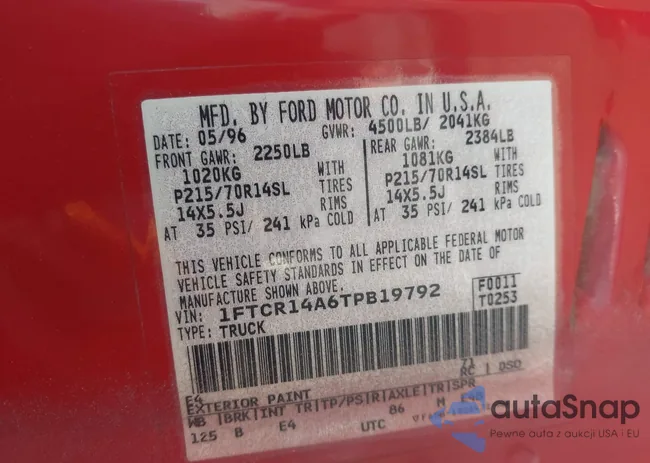 MFD. BY FORD MOTOR CO. IN U.S.A.
DATE: 05/96 GVWR: 4500LB/ 2041KG
FRONT GAWR: 2250LB REAR GAWR: 2384LB
1020KG WITH 1081KG WITH
P215/70R14SL TIRES P215/70R14SL TIRES
14X5.5J RIMS 14X5.5J RIMS
AT 35 PSI/ 241 kPa COLD AT 35 PSI/ 241 kPa COLD
THIS VEHICLE CONFORMS TO ALL APPLICABLE FEDERAL MOTOR
VEHICLE SAFETY STANDARDS IN EFFECT ON THE DATE OF
MANUFACTURE SHOWN ABOVE.
VIN: 1FTCR14A6TPB19792 F0011
TYPE: TRUCK T0253
E4 71
EXTERIOR PAINT RC DSO
WB BRK INT TR TP/PS R AXLE TR SPR
125 B E4 UTC 86 M
autoSnap
Pewne auta z aukcji USA i EU